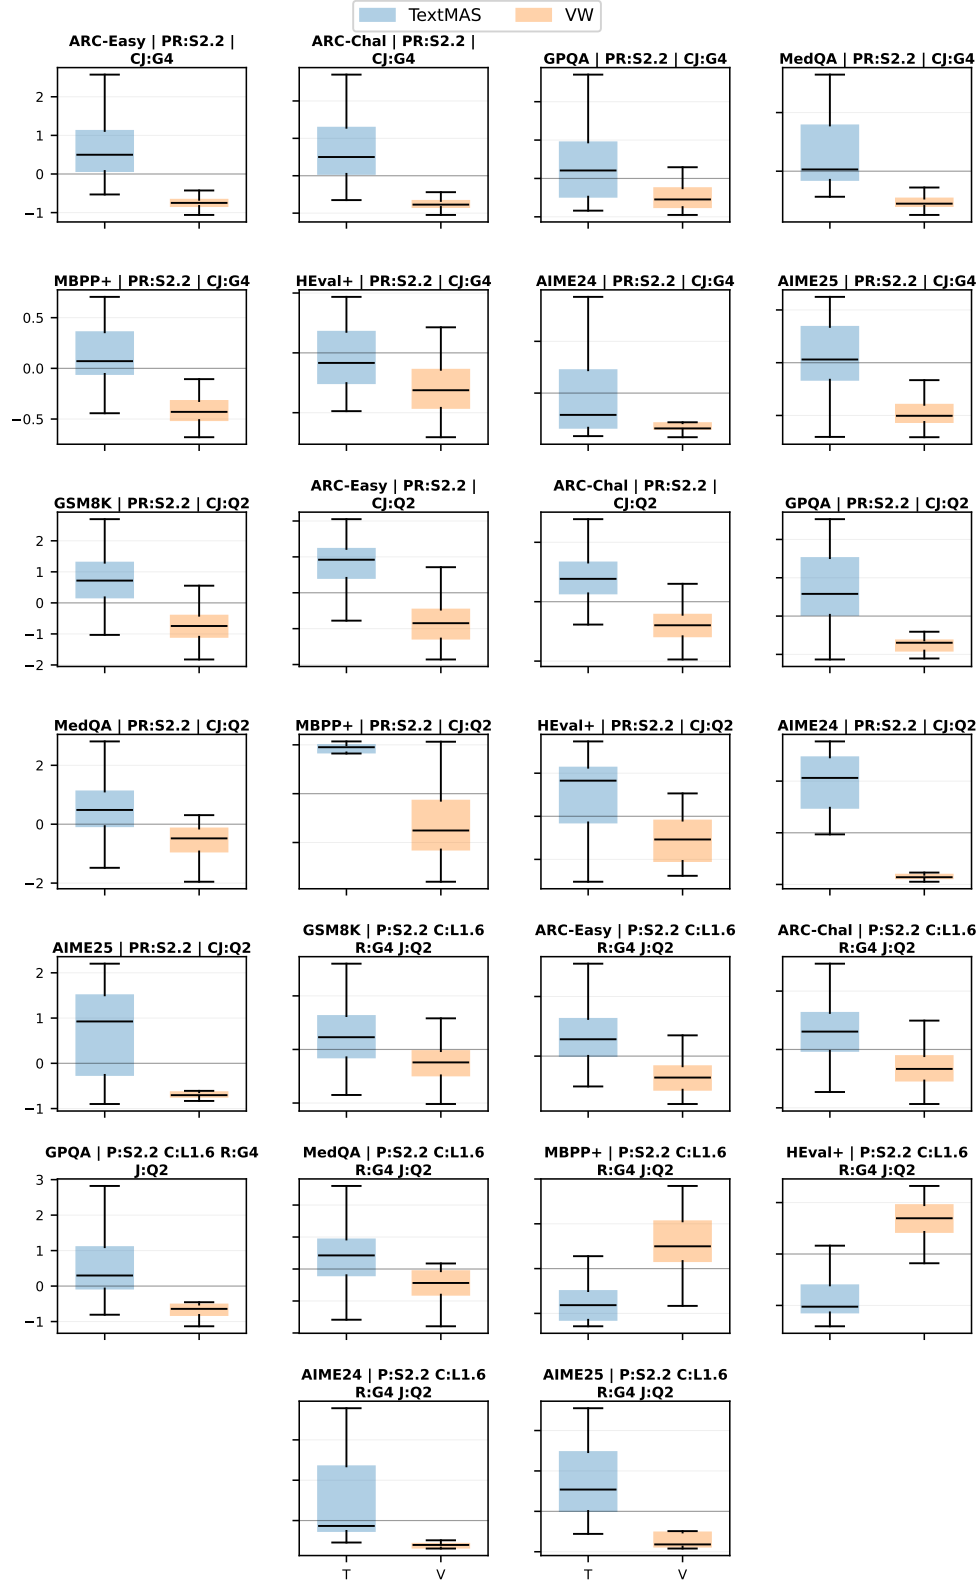 TextMAS VW
ARC-Easy | PR:S2.2 |
CJ:G4
ARC-Chal | PR:S2.2 |
CJ:G4
GPQA | PR:S2.2 | CJ:G4
MedQA | PR:S2.2 | CJ:G4
2
1
0
−1
MBPP+ | PR:S2.2 | CJ:G4
HEval+ | PR:S2.2 | CJ:G4
AIME24 | PR:S2.2 | CJ:G4
AIME25 | PR:S2.2 | CJ:G4
0.5
0.0
−0.5
GSM8K | PR:S2.2 | CJ:Q2
ARC-Easy | PR:S2.2 |
CJ:Q2
ARC-Chal | PR:S2.2 |
CJ:Q2
GPQA | PR:S2.2 | CJ:Q2
2
1
0
−1
−2
MedQA | PR:S2.2 | CJ:Q2
MBPP+ | PR:S2.2 | CJ:Q2
HEval+ | PR:S2.2 | CJ:Q2
AIME24 | PR:S2.2 | CJ:Q2
2
0
−2
AIME25 | PR:S2.2 | CJ:Q2
GSM8K | P:S2.2 C:L1.6
R:G4 J:Q2
ARC-Easy | P:S2.2 C:L1.6
R:G4 J:Q2
ARC-Chal | P:S2.2 C:L1.6
R:G4 J:Q2
2
1
0
−1
GPQA | P:S2.2 C:L1.6 R:G4
J:Q2
MedQA | P:S2.2 C:L1.6
R:G4 J:Q2
MBPP+ | P:S2.2 C:L1.6
R:G4 J:Q2
HEval+ | P:S2.2 C:L1.6
R:G4 J:Q2
3
2
1
0
−1
AIME24 | P:S2.2 C:L1.6
R:G4 J:Q2
AIME25 | P:S2.2 C:L1.6
R:G4 J:Q2
T V T V